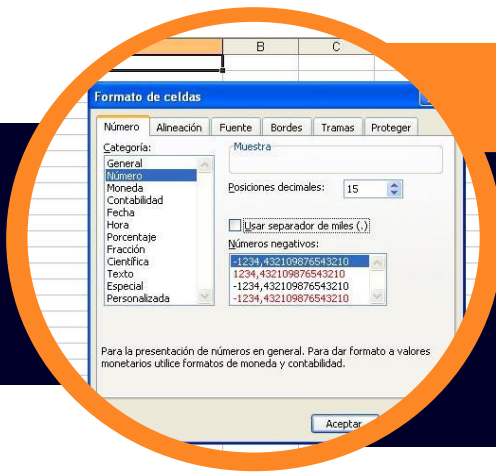 B C
Formato de celdas
Número Alineación Fuente Bordes Tramas Proteger
Categoría:
General
Número
Moneda
Contabilidad
Fecha
Hora
Porcentaje
Fracción
Científica
Texto
Especial
Personalizada
Muestra
Posiciones decimales: 15
Usar separador de miles (.)
Números negativos:
-1234,432109876543210
1234,432109876543210
-1234,432109876543210
-1234,432109876543210
Para la presentación de números en general. Para dar formato a valores
monetarios utilice formatos de moneda y contabilidad.
Aceptar